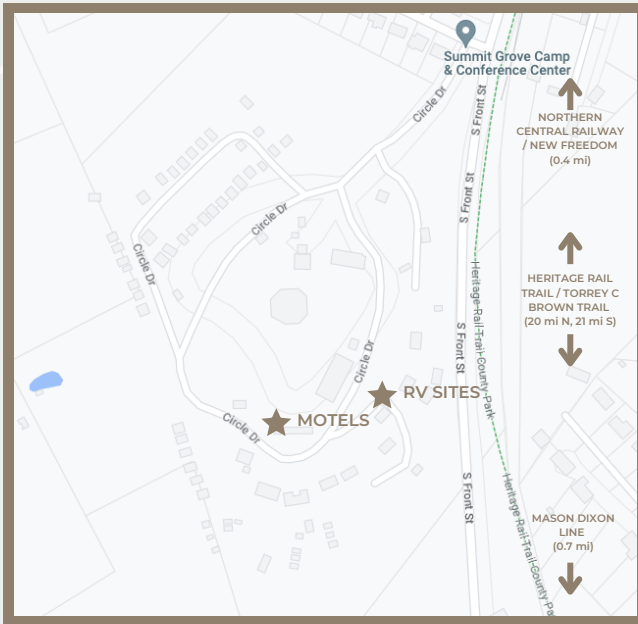 Summit Grove Camp
& Conference Center
Circle Dr
S Front St
NORTHERN
CENTRAL RAILWAY
/ NEW FREEDOM
(0.4 mi)
S Front St
Circle Dr
Circle Dr
HERITAGE RAIL
TRAIL / TORREY C
BROWN TRAIL
(20 mi N, 21 mi S)
Heritage Rail Trail County Park
S Front St
Circle Dr
RV SITES
MOTELS
Circle Dr
S Front St
Heritage Rail Trail County Pa
MASON DIXON
LINE
(0.7 mi)